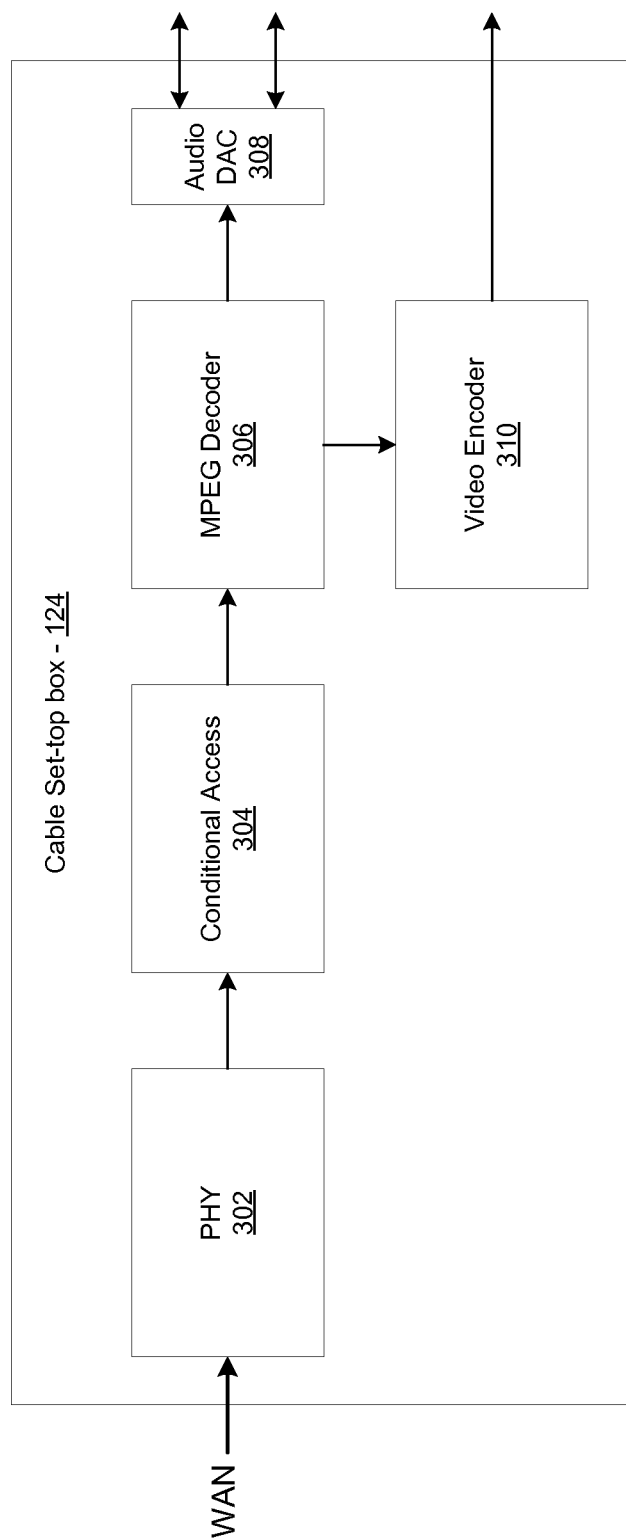 Cable Set-top box - 124
WAN
PHY
302
Conditional Access
304
MPEG Decoder
306
Audio
DAC
308
Video Encoder
310